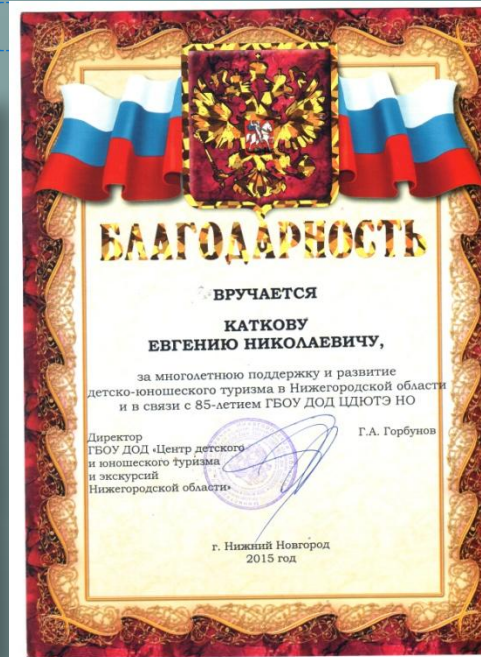 БЛАГОДАРНОСТЬ
ВРУЧАЕТСЯ
КАТКОВУ
ЕВГЕНИЮ НИКОЛАЕВИЧУ,
за многолетнюю поддержку и развитие
детско-юношеского туризма в Нижегородской области
и в связи с 85-летием ГБОУ ДОД ЦДЮТЭ НО
Директор
ГБОУ ДОД «Центр детского
и юношеского туризма
и экскурсий
Нижегородской области»
Г.А. Горбунов
г. Нижний Новгород
2015 год